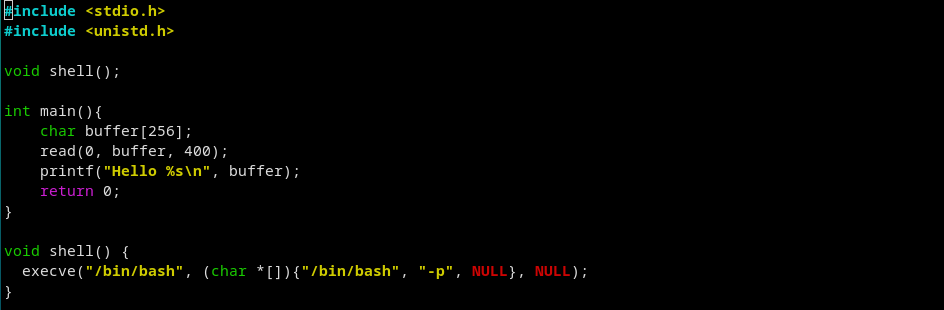 #include <stdio.h>
#include <unistd.h>

void shell();

int main(){
    char buffer[256];
    read(0, buffer, 400);
    printf("Hello %s\n", buffer);
    return 0;
}

void shell() {
  execve("/bin/bash", (char *[]){"/bin/bash", "-p", NULL}, NULL);
}